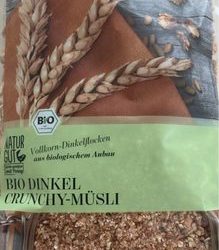 BIO
NATUR
GUT
Vollkorn-Dinkelflocken
aus biologischem Anbau
BIO DINKEL
CRUNCHY-MÜSLI